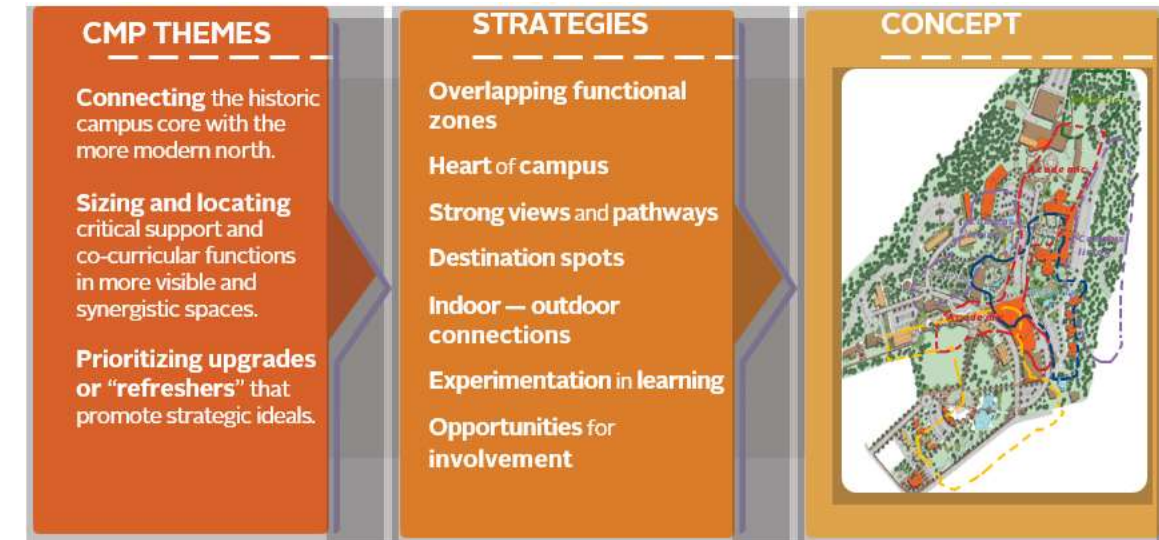 CMP THEMES
Connecting the historic
campus core with the
more modern north.
Sizing and locating
critical support and
co-curricular functions
in more visible and
synergistic spaces.
Prioritizing upgrades
or “refreshers” that
promote strategic ideals.
STRATEGIES
Overlapping functional
zones
Heart of campus
Strong views and pathways
Destination spots
Indoor — outdoor
connections
Experimentation in learning
Opportunities for
involvement
CONCEPT
Academic